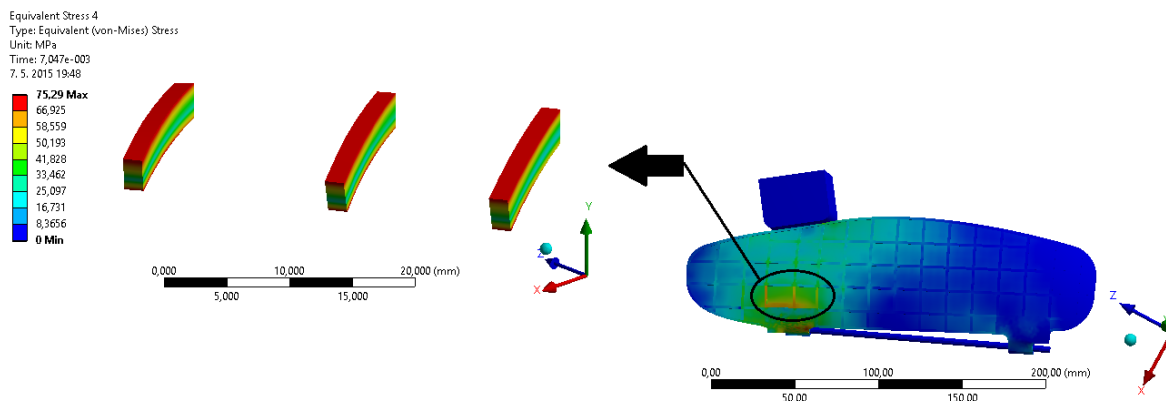 Equivalent Stress 4
Type: Equivalent (von-Mises) Stress
Unit: MPa
Time: 7,047e-003
7. 5. 2015 19:48
75,29 Max
66,925
58,559
50,193
41,828
33,462
25,097
16,731
8,3656
0 Min
Y
Z
X
0,000 10,000 20,000 (mm)
5,000 15,000
Z
X
0,00 100,00 200,00 (mm)
50,00 150,00